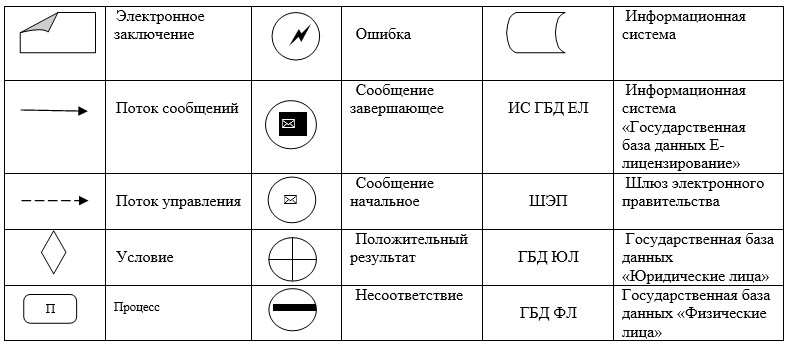 Электронное
заключение
Ошибка
Информационная
система
Поток сообщений
Сообщение
завершающее
ИС ГБД ЕЛ
Информационная
система
«Государственная
база данных Е-
лицензирование»
Поток управления
Сообщение
начальное
ШЭП
Шлюз электронного
правительства
Условие
Положительный
результат
ГБД ЮЛ
Государственная база
данных
«Юридические лица»
П
Процесс
Несоответствие
ГБД ФЛ
Государственная база
данных «Физические
лица»